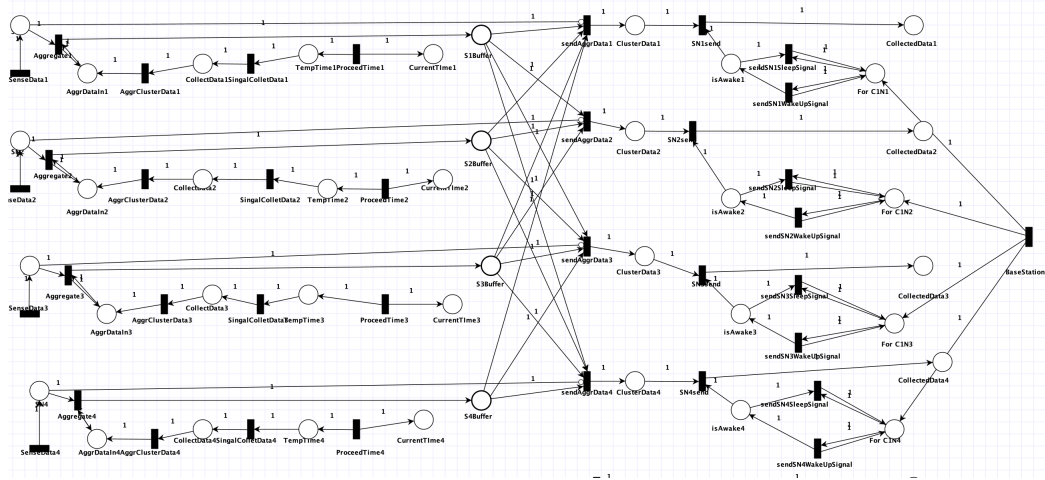 Aggregate1
SenseData1
AggrDataIn1
AggrClusterData1
CollectData1
SingalColletData1
TempTime1
ProceedTime1
CurrentTIme1
S1Buffer
sendAggrData1
ClusterData1
SN1send
isAwake1
sendSN1SleepSignal
sendSN1WakeUpSignal
For C1N1
CollectedData1
Aggregate2
seData2
AggrDataIn2
AggrClusterData2
CollectData2
SingalColletData2
TempTime2
ProceedTime2
CurrentTIme2
S2Buffer
sendAggrData2
ClusterData2
SN2send
isAwake2
sendSN2SleepSignal
sendSN2WakeUpSignal
For C1N2
CollectedData2
BaseStation
Aggregate3
SenseData3
AggrDataIn3
AggrClusterData3
CollectData3
SingalColletData3
TempTime3
ProceedTime3
CurrentTIme3
S3Buffer
sendAggrData3
ClusterData3
SN3send
isAwake3
sendSN3SleepSignal
sendSN3WakeUpSignal
For C1N3
CollectedData3
SN4
Aggregate4
SenseData4
AggrDataIn4
AggrClusterData4
CollectData4
SingalColletData4
TempTime4
ProceedTime4
CurrentTIme4
S4Buffer
sendAggrData4
ClusterData4
SN4send
isAwake4
sendSN4SleepSignal
sendSN4WakeUpSignal
For C1N4
CollectedData4